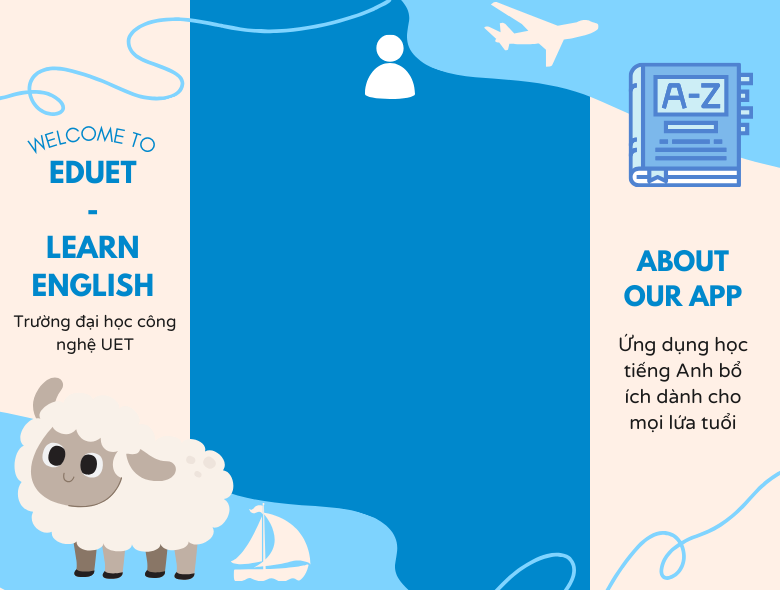 WELCOME TO
EDUET
-
LEARN
ENGLISH
Trường đại học công
nghệ UET
A-Z
ABOUT
OUR APP
Ứng dụng học
tiếng Anh bổ
ích dành cho
mọi lứa tuổi